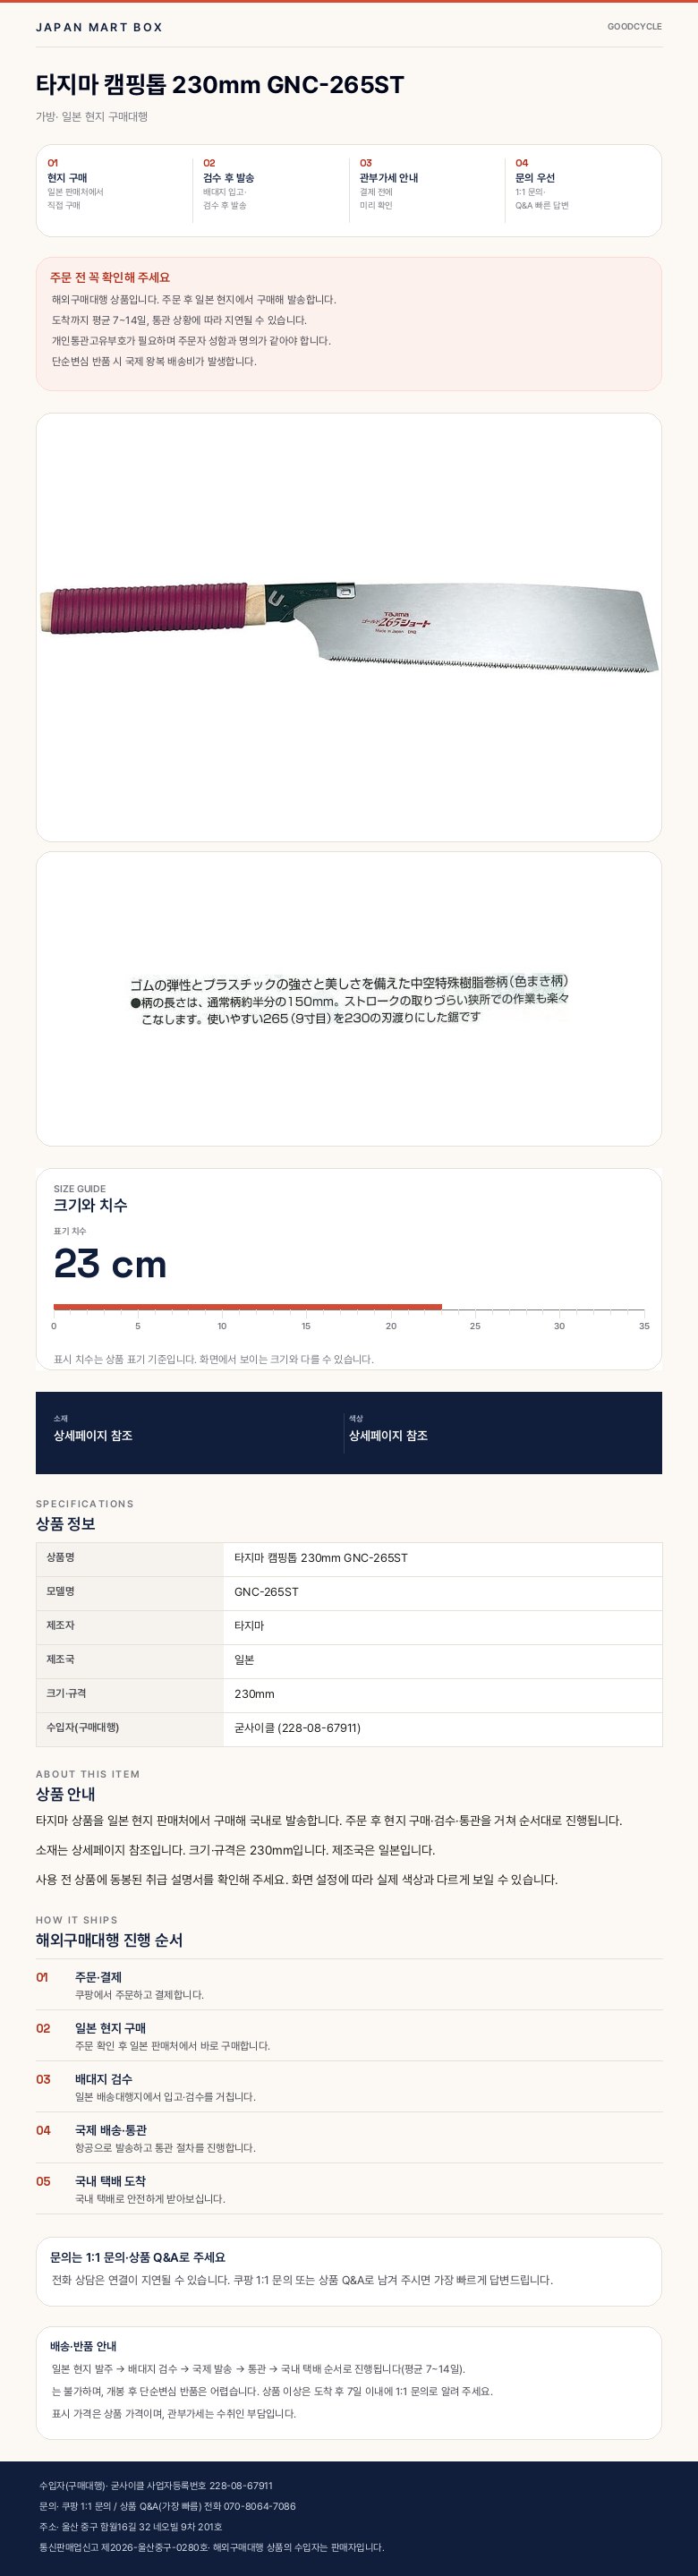 JAPAN MART BOX
GOODCYCLE
타지마 캠핑톱 230mm GNC-265ST
가방· 일본 현지 구매대행
01
현지 구매
일본 판매처에서
직접 구매
02
검수 후 발송
배대지 입고·
검수 후 발송
03
관부가세 안내
결제 전에
미리 확인
04
문의 우선
1:1 문의·
Q&A 빠른 답변
주문 전 꼭 확인해 주세요
해외구매대행 상품입니다. 주문 후 일본 현지에서 구매해 발송합니다.
도착까지 평균 7~14일, 통관 상황에 따라 지연될 수 있습니다.
개인통관고유부호가 필요하며 주문자 성함과 명의가 같아야 합니다.
단순변심 반품 시 국제 왕복 배송비가 발생합니다.
TAJIMA
ゴールド265ショート
Made in Japan
ゴムの弾性とプラスチックの強さと美しさを備えた中空特殊樹脂巻柄(色まき柄)
●柄の長さは、通常柄約半分の150mm。ストロークの取りづらい狭所での作業も楽々
こなします。使いやすい265(9寸目)を230の刃渡りにした鋸です
SIZE GUIDE
크기와 치수
표기 치수
23 cm
0 5 10 15 20 25 30 35
표시 치수는 상품 표기 기준입니다. 화면에서 보이는 크기와 다를 수 있습니다.
소재
상세페이지 참조
색상
상세페이지 참조
SPECIFICATIONS
상품 정보
상품명 타지마 캠핑톱 230mm GNC-265ST
모델명 GNC-265ST
제조자 타지마
제조국 일본
크기·규격 230mm
수입자(구매대행) 굳사이클 (228-08-67911)
ABOUT THIS ITEM
상품 안내
타지마 상품을 일본 현지 판매처에서 구매해 국내로 발송합니다. 주문 후 현지 구매·검수·통관을 거쳐 순서대로 진행됩니다.
소재는 상세페이지 참조입니다. 크기·규격은 230mm입니다. 제조국은 일본입니다.
사용 전 상품에 동봉된 취급 설명서를 확인해 주세요. 화면 설정에 따라 실제 색상과 다르게 보일 수 있습니다.
HOW IT SHIPS
해외구매대행 진행 순서
01 주문·결제
쿠팡에서 주문하고 결제합니다.
02 일본 현지 구매
주문 확인 후 일본 판매처에서 바로 구매합니다.
03 배대지 검수
일본 배송대행지에서 입고·검수를 거칩니다.
04 국제 배송·통관
항공으로 발송하고 통관 절차를 진행합니다.
05 국내 택배 도착
국내 택배로 안전하게 받아보십니다.
문의는 1:1 문의·상품 Q&A로 주세요
전화 상담은 연결이 지연될 수 있습니다. 쿠팡 1:1 문의 또는 상품 Q&A로 남겨 주시면 가장 빠르게 답변드립니다.
배송·반품 안내
일본 현지 발주 → 배대지 검수 → 국제 발송 → 통관 → 국내 택배 순서로 진행됩니다(평균 7~14일).
는 불가하며, 개봉 후 단순변심 반품은 어렵습니다. 상품 이상은 도착 후 7일 이내에 1:1 문의로 알려 주세요.
표시 가격은 상품 가격이며, 관부가세는 수취인 부담입니다.
수입자(구매대행)· 굳사이클 사업자등록번호 228-08-67911
문의· 쿠팡 1:1 문의 / 상품 Q&A(가장 빠름) 전화 070-8064-7086
주소· 울산 중구 함월16길 32 네오빌 9차 201호
통신판매업신고 제2026-울산중구-0280호· 해외구매대행 상품의 수입자는 판매자입니다.